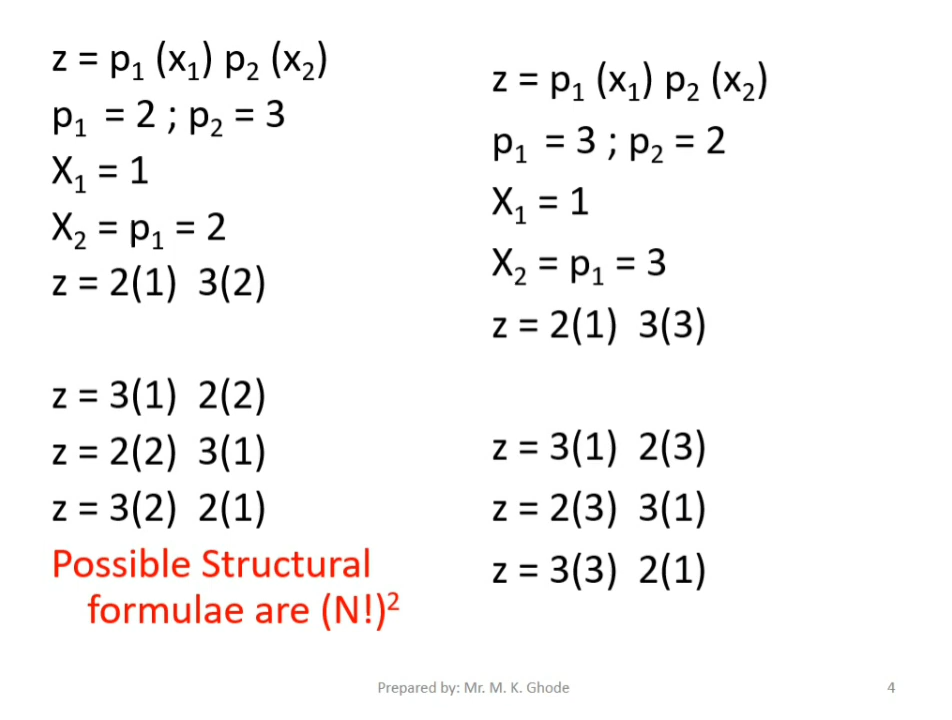 z = p₁ (x₁) p₂ (x₂)
p₁ = 2 ; p₂ = 3
X₁ = 1
X₂ = p₁ = 2
z = 2(1) 3(2)
z = 3(1) 2(2)
z = 2(2) 3(1)
z = 3(2) 2(1)
Possible Structural
formulae are (N!)²
z = p₁ (x₁) p₂ (x₂)
p₁ = 3 ; p₂ = 2
X₁ = 1
X₂ = p₁ = 3
z = 2(1) 3(3)
z = 3(1) 2(3)
z = 2(3) 3(1)
z = 3(3) 2(1)
Prepared by: Mr. M. K. Ghode
4